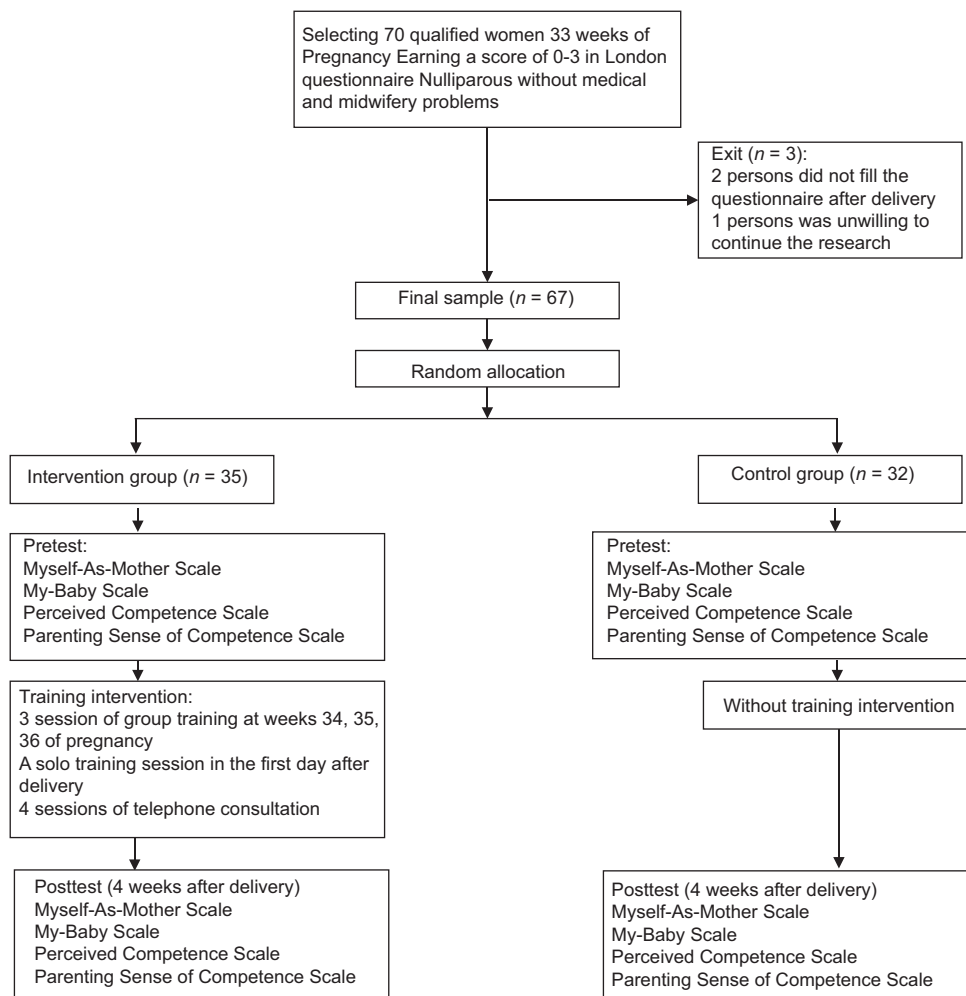 Selecting 70 qualified women 33 weeks of
Pregnancy Earning a score of 0-3 in London
questionnaire Nulliparous without medical
and midwifery problems
Exit (n = 3):
2 persons did not fill the
questionnaire after delivery
1 persons was unwilling to
continue the research
Final sample (n = 67)
Random allocation
Intervention group (n = 35)
Control group (n = 32)
Pretest:
Myself-As-Mother Scale
My-Baby Scale
Perceived Competence Scale
Parenting Sense of Competence Scale
Pretest:
Myself-As-Mother Scale
My-Baby Scale
Perceived Competence Scale
Parenting Sense of Competence Scale
Training intervention:
3 session of group training at weeks 34, 35,
36 of pregnancy
A solo training session in the first day after
delivery
4 sessions of telephone consultation
Without training intervention
Posttest (4 weeks after delivery)
Myself-As-Mother Scale
My-Baby Scale
Perceived Competence Scale
Parenting Sense of Competence Scale
Posttest (4 weeks after delivery)
Myself-As-Mother Scale
My-Baby Scale
Perceived Competence Scale
Parenting Sense of Competence Scale